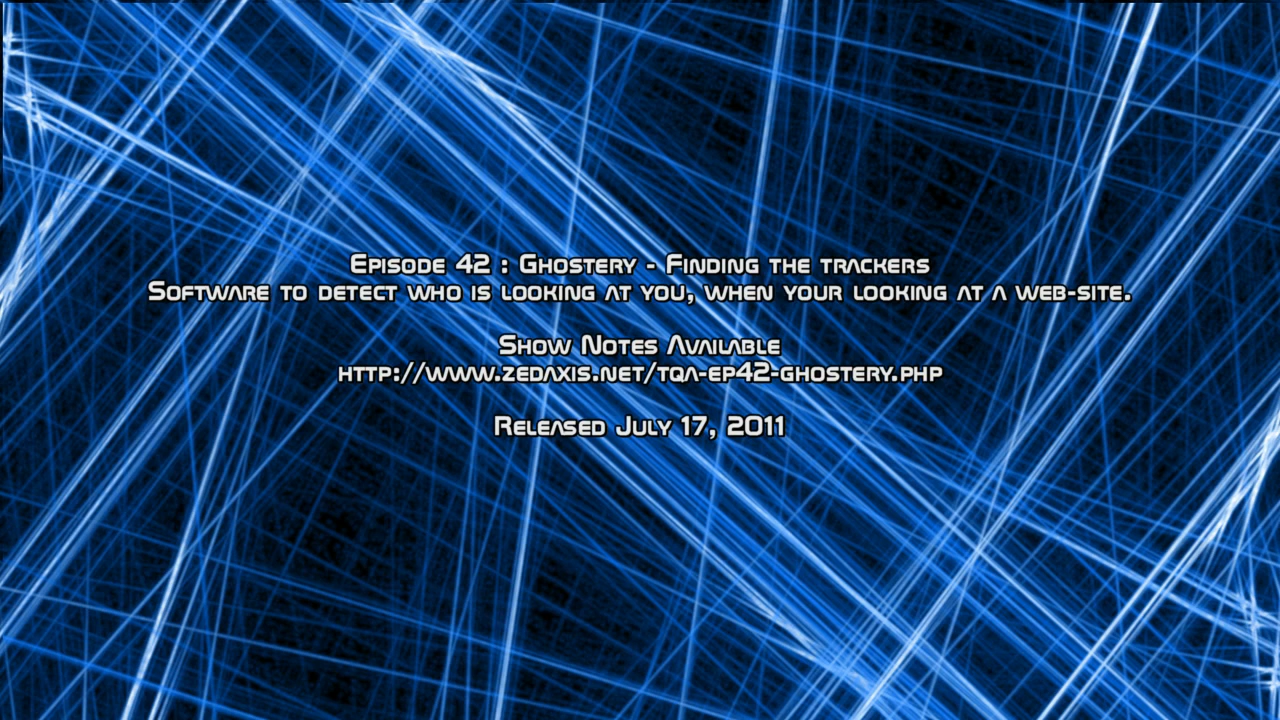 Episode 42 : Ghostery - Finding the trackers
Software to detect who is looking at you, when your looking at a web-site.
Show Notes Available
http://www.zedaxis.net/tqa-ep42-ghostery.php
Released July 17, 2011